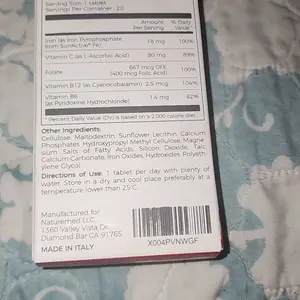 Serving Size 1 tablet
Servings Per Container : 20
Amount Per Serving
% Daily Value*
Iron (as Iron Pyrophosphate from SunActive® Fe) 18 mg 100%
Vitamin C (as L-Ascorbic Acid) 80 mg 89%
Folate 667 mcg DFE (400 mcg Folic Acid) 100%
Vitamin B12 (as Cyanocobalamin) 2.5 mcg 104%
Vitamin B6 (as Pyridoxine Hydrochloride) 1.4 mg 82%
* Percent Daily Value (DV) is based on a 2,000 calorie diet.
Other Ingredients:
Cellulose, Maltodextrin, Sunflower Lecithin, Calcium
Phosphates, Hydroxypropyl Methyl Cellulose, Magne
sium Salts of Fatty Acids, Silicon Dioxide, Talc,
Calcium Carbonate, Iron Oxides, Hydroxides, Polyeth-
ylene Glycol
Directions of Use: 1 tablet per day with plenty of
water. Store in a dry and cool place preferably at a
temperature lower than 25°C.
Manufactured for:
Naturemed LLC.
1360 Valley Vista Dr.,
Diamond Bar CA 91765
MADE IN ITALY
X004PVNWGF